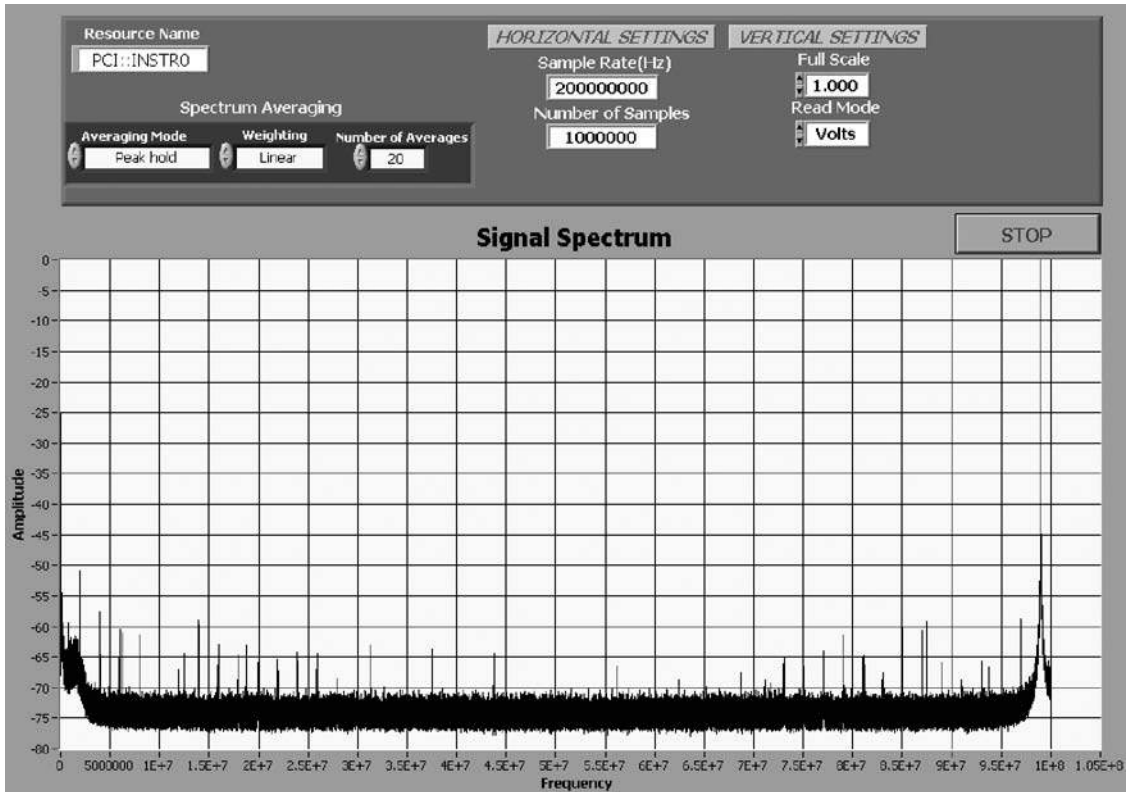 Resource Name
PCI::INSTR0
Spectrum Averaging
Averaging Mode
Peak hold
Weighting
Linear
Number of Averages
20
HORIZONTAL SETTINGS
Sample Rate(Hz)
200000000
Number of Samples
1000000
VERTICAL SETTINGS
Full Scale
1.000
Read Mode
Volts
Signal Spectrum
STOP
Amplitude
0
-5
-10
-15
-20
-25
-30
-35
-40
-45
-50
-55
-60
-65
-70
-75
-80
0 5000000 1E+7 1.5E+7 2E+7 2.5E+7 3E+7 3.5E+7 4E+7 4.5E+7 5E+7 5.5E+7 6E+7 6.5E+7 7E+7 7.5E+7 8E+7 8.5E+7 9E+7 9.5E+7 1E+8 1.05E+8
Frequency